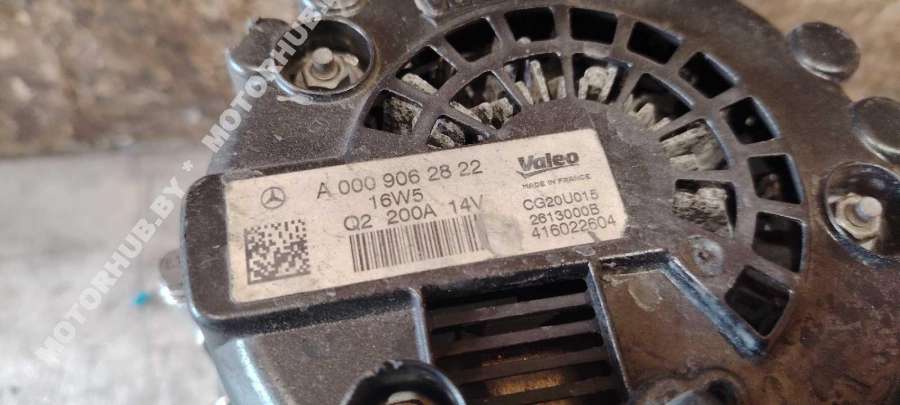 MOTORHUB.BY * MOTORHUB.BY * MOTORHUB
A 000 906 28 22
16W5
Q2 200A 14V
Valeo
MADE IN FRANCE
CG20U015
2613000B
416022604